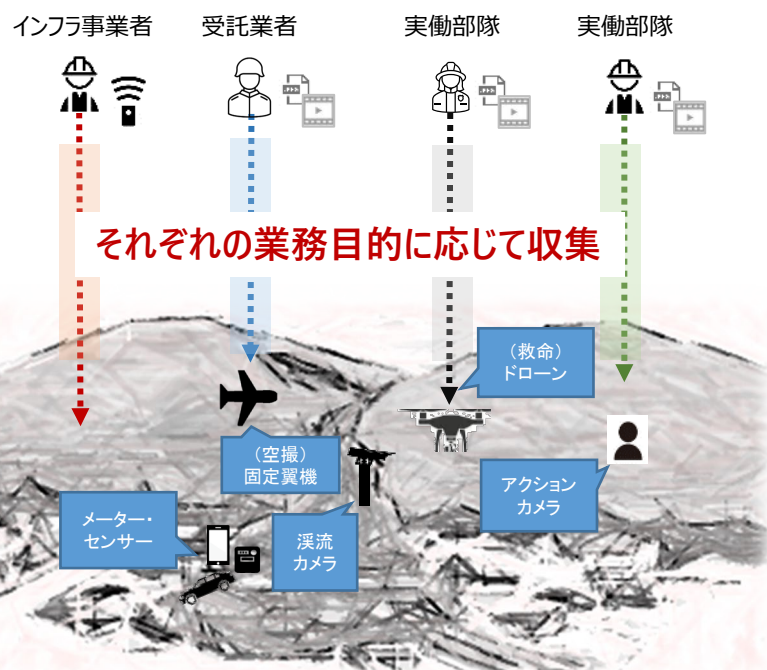 インフラ事業者
受託業者
実働部隊
実働部隊
それぞれの業務目的に応じて収集
（救命）
ドローン
（空撮）
固定翼機
アクション
カメラ
メーター・
センサー
渓流
カメラ